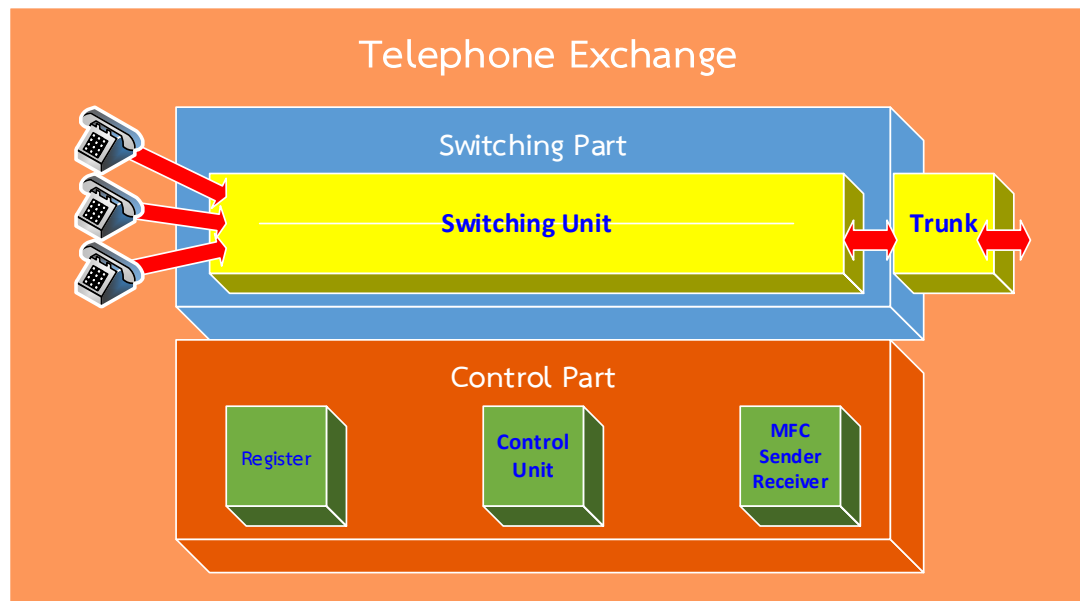 Telephone Exchange
Switching Part
Switching Unit
Trunk
Control Part
Register
Control
Unit
MFC
Sender
Receiver